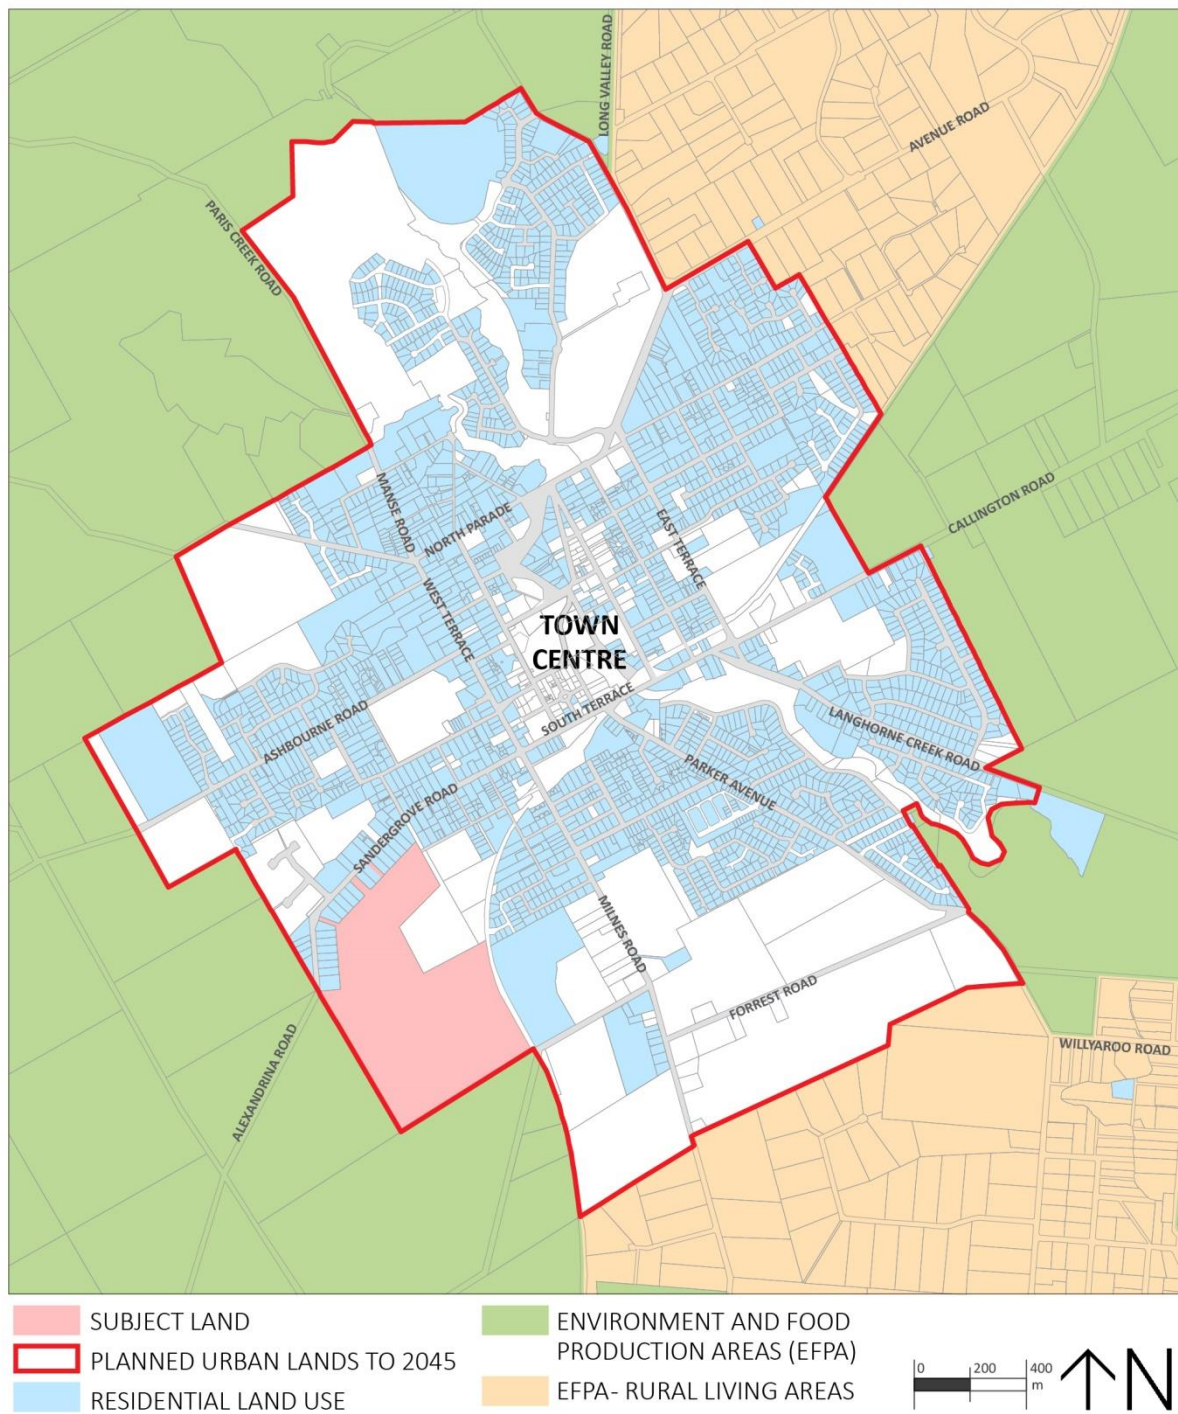 LONG VALLEY ROAD
AVENUE ROAD
PARIS CREEK ROAD
MANSE ROAD
NORTH PARADE
EAST TERRACE
CALLINGTON ROAD
WEST TERRACE
TOWN
CENTRE
SOUTH TERRACE
ASHBOURNE ROAD
LANGHORNE CREEK ROAD
PARKER AVENUE
SANDERGROVE ROAD
MILNES ROAD
FORREST ROAD
WILLYAROO ROAD
ALEXANDRINA ROAD
SUBJECT LAND
PLANNED URBAN LANDS TO 2045
RESIDENTIAL LAND USE
ENVIRONMENT AND FOOD
PRODUCTION AREAS (EFPA)
EFPA- RURAL LIVING AREAS
0 200 400
m
N